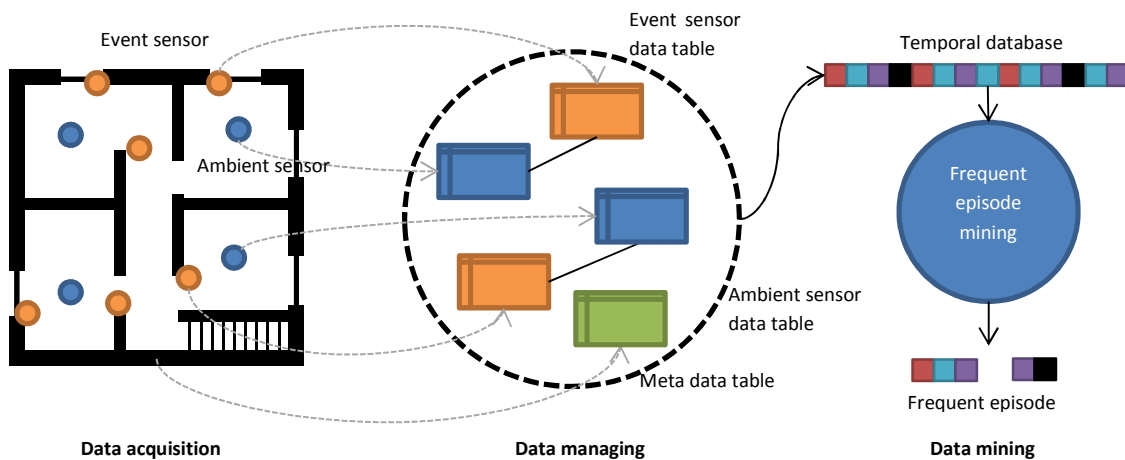 Event sensor
Ambient sensor
Data acquisition
Event sensor
data table
Ambient sensor
data table
Meta data table
Data managing
Temporal database
Frequent
episode
mining
Frequent episode
Data mining